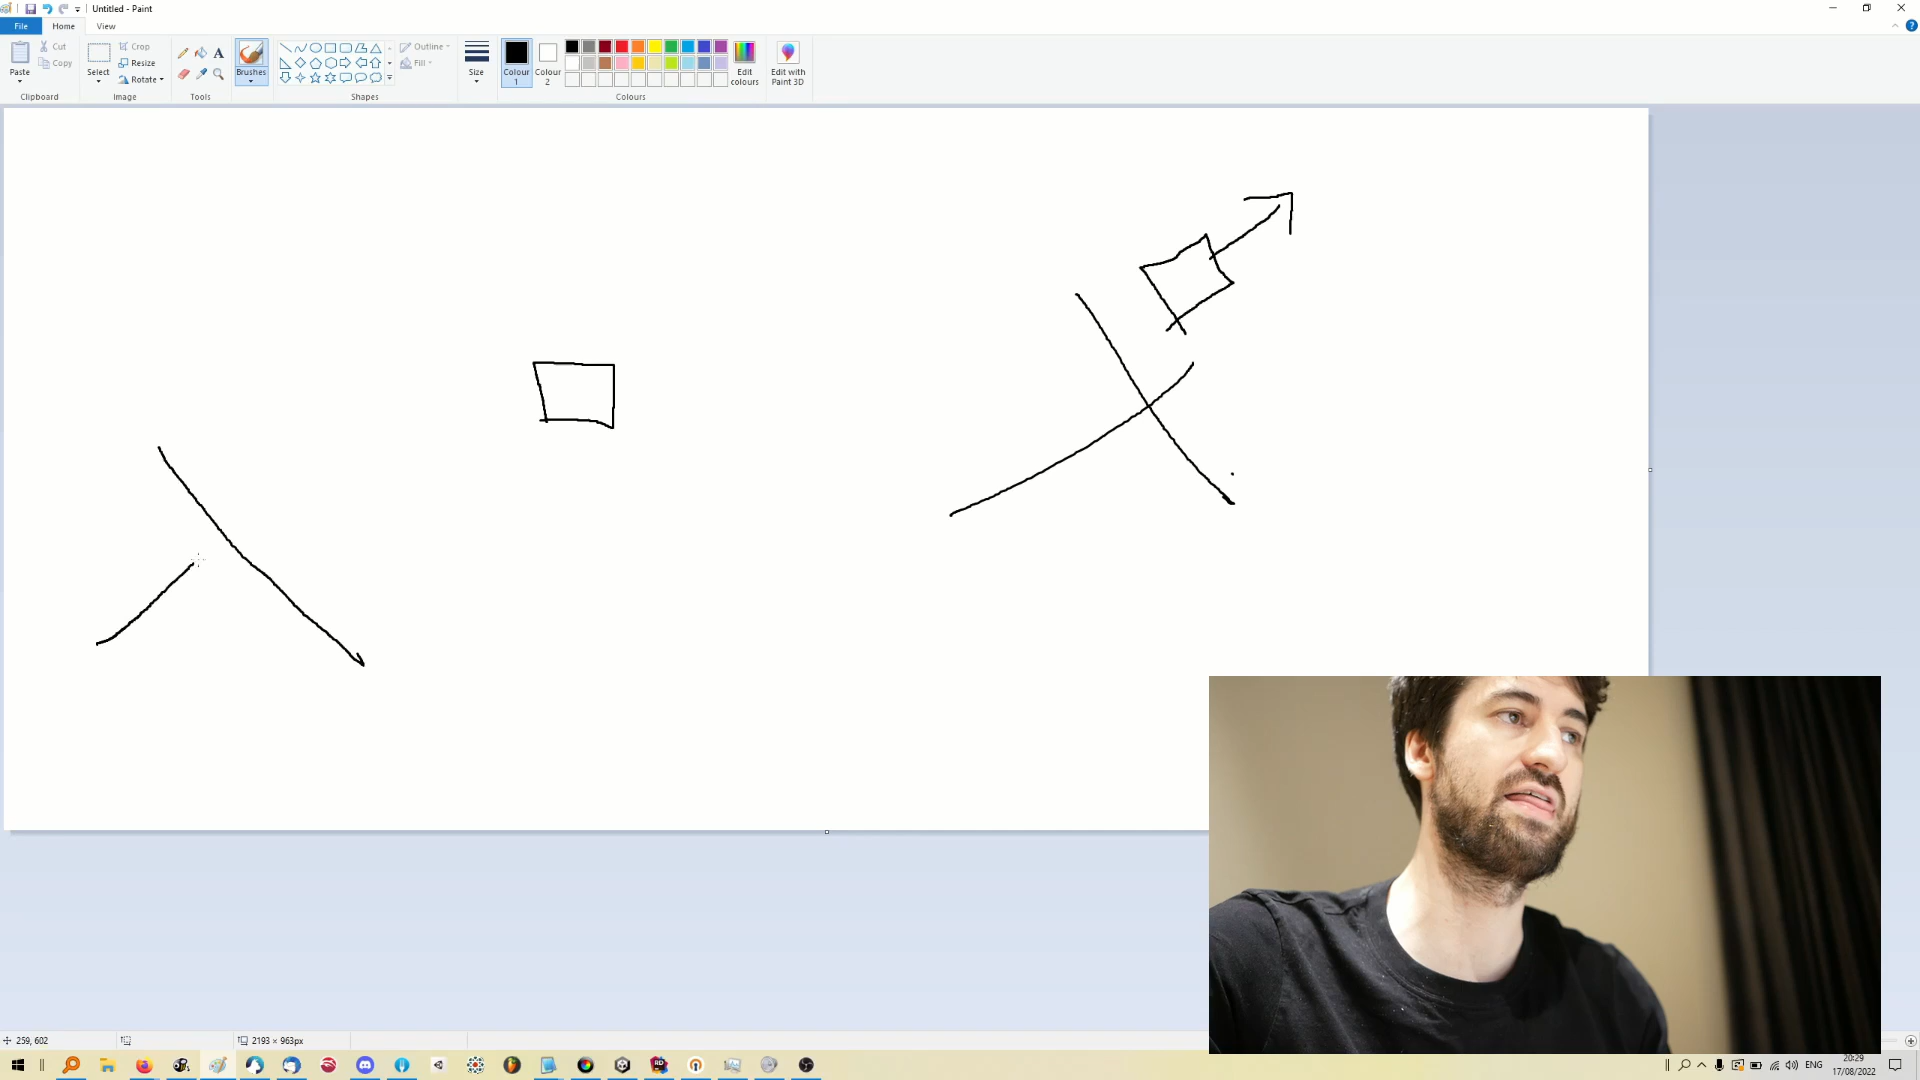 Untitled - Paint
File Home View
Paste Cut Copy Clipboard
Select Crop Resize Rotate Image
Tools
Brushes
Outline Fill Shapes
Size
Colour 1 Colour 2 Edit colours Colours
Edit with Paint 3D
259, 602
2193 × 963px
ENG
20:29
17/08/2022